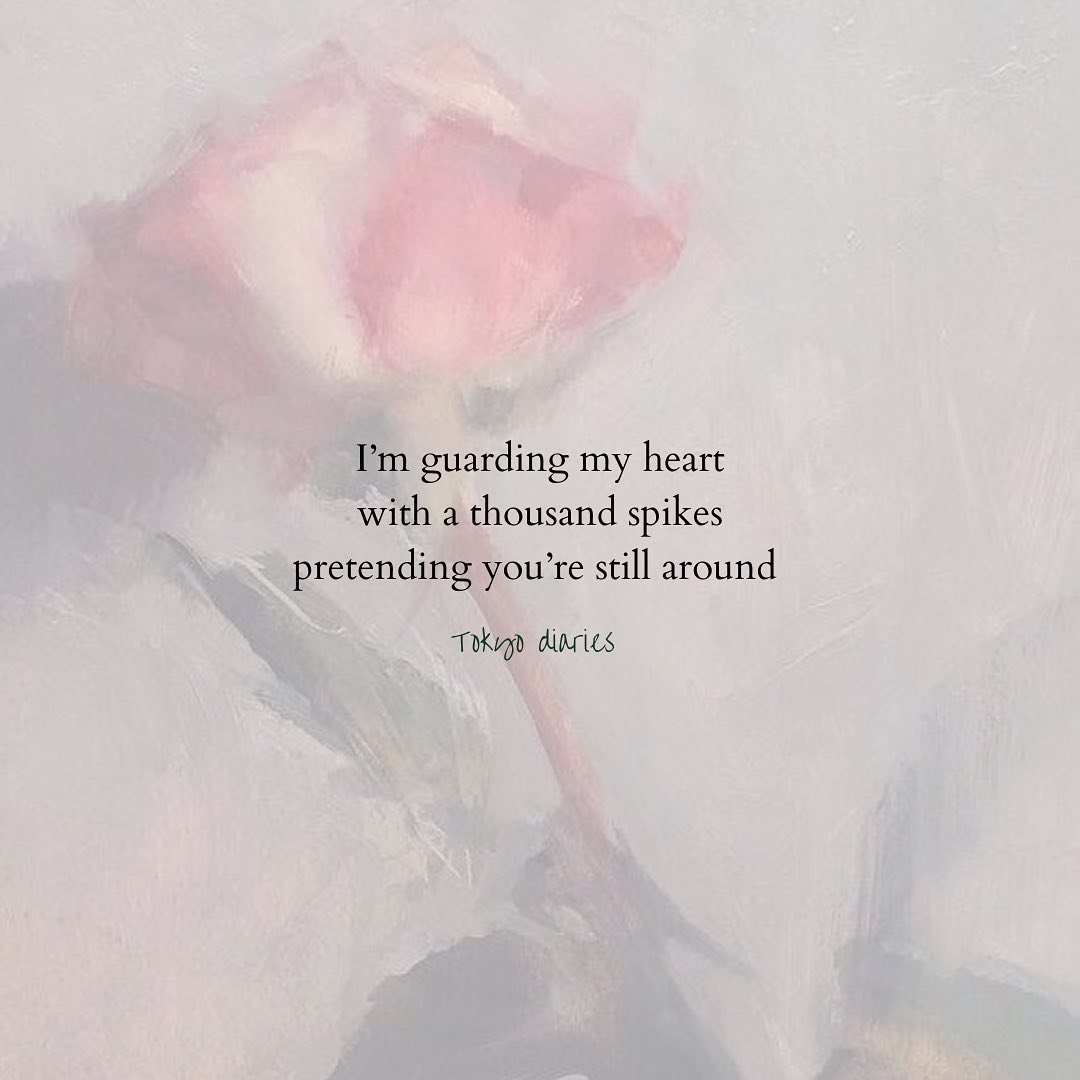 I’m guarding my heart
with a thousand spikes
pretending you’re still around
Tokyo diaries